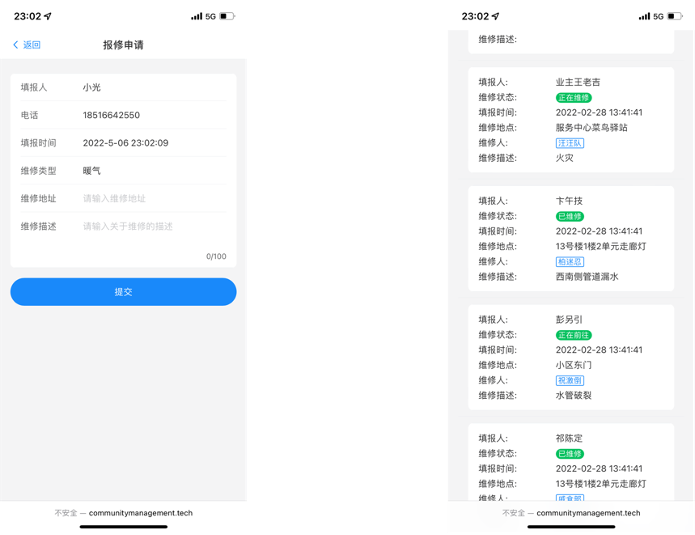 23:02
5G
返回
报修申请
填报人 小光
电话 18516642550
填报时间 2022-5-06 23:02:09
维修类型 暖气
维修地址 请输入维修地址
维修描述 请输入关于维修的描述
0/100
提交
不安全 — communitymanagement.tech
23:02
5G
维修描述:
填报人: 业主王老吉
维修状态: 正在维修
填报时间: 2022-02-28 13:41:41
维修地点: 服务中心菜鸟驿站
维修人: 汪汪队
维修描述: 火灾
填报人: 卞午技
维修状态: 已维修
填报时间: 2022-02-28 13:41:41
维修地点: 13号楼1楼2单元走廊灯
维修人: 柏迷忍
维修描述: 西南侧管道漏水
填报人: 彭另引
维修状态: 正在前往
填报时间: 2022-02-28 13:41:41
维修地点: 小区东门
维修人: 祝激倒
维修描述: 水管破裂
填报人: 祁陈定
维修状态: 已维修
填报时间: 2022-02-28 13:41:41
维修地点: 13号楼1楼2单元走廊灯
维修人:
不安全 — communitymanagement.tech